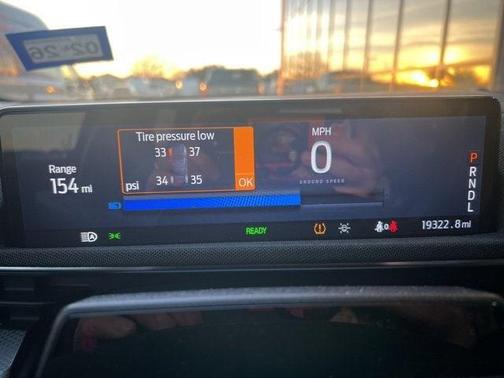 02-26
Tire pressure low
33 37
34 35
psi
OK
Range
154 mi
MPH
0
GROUND SPEED
P
R
N
D
L
A
READY
0
19322.8 mi